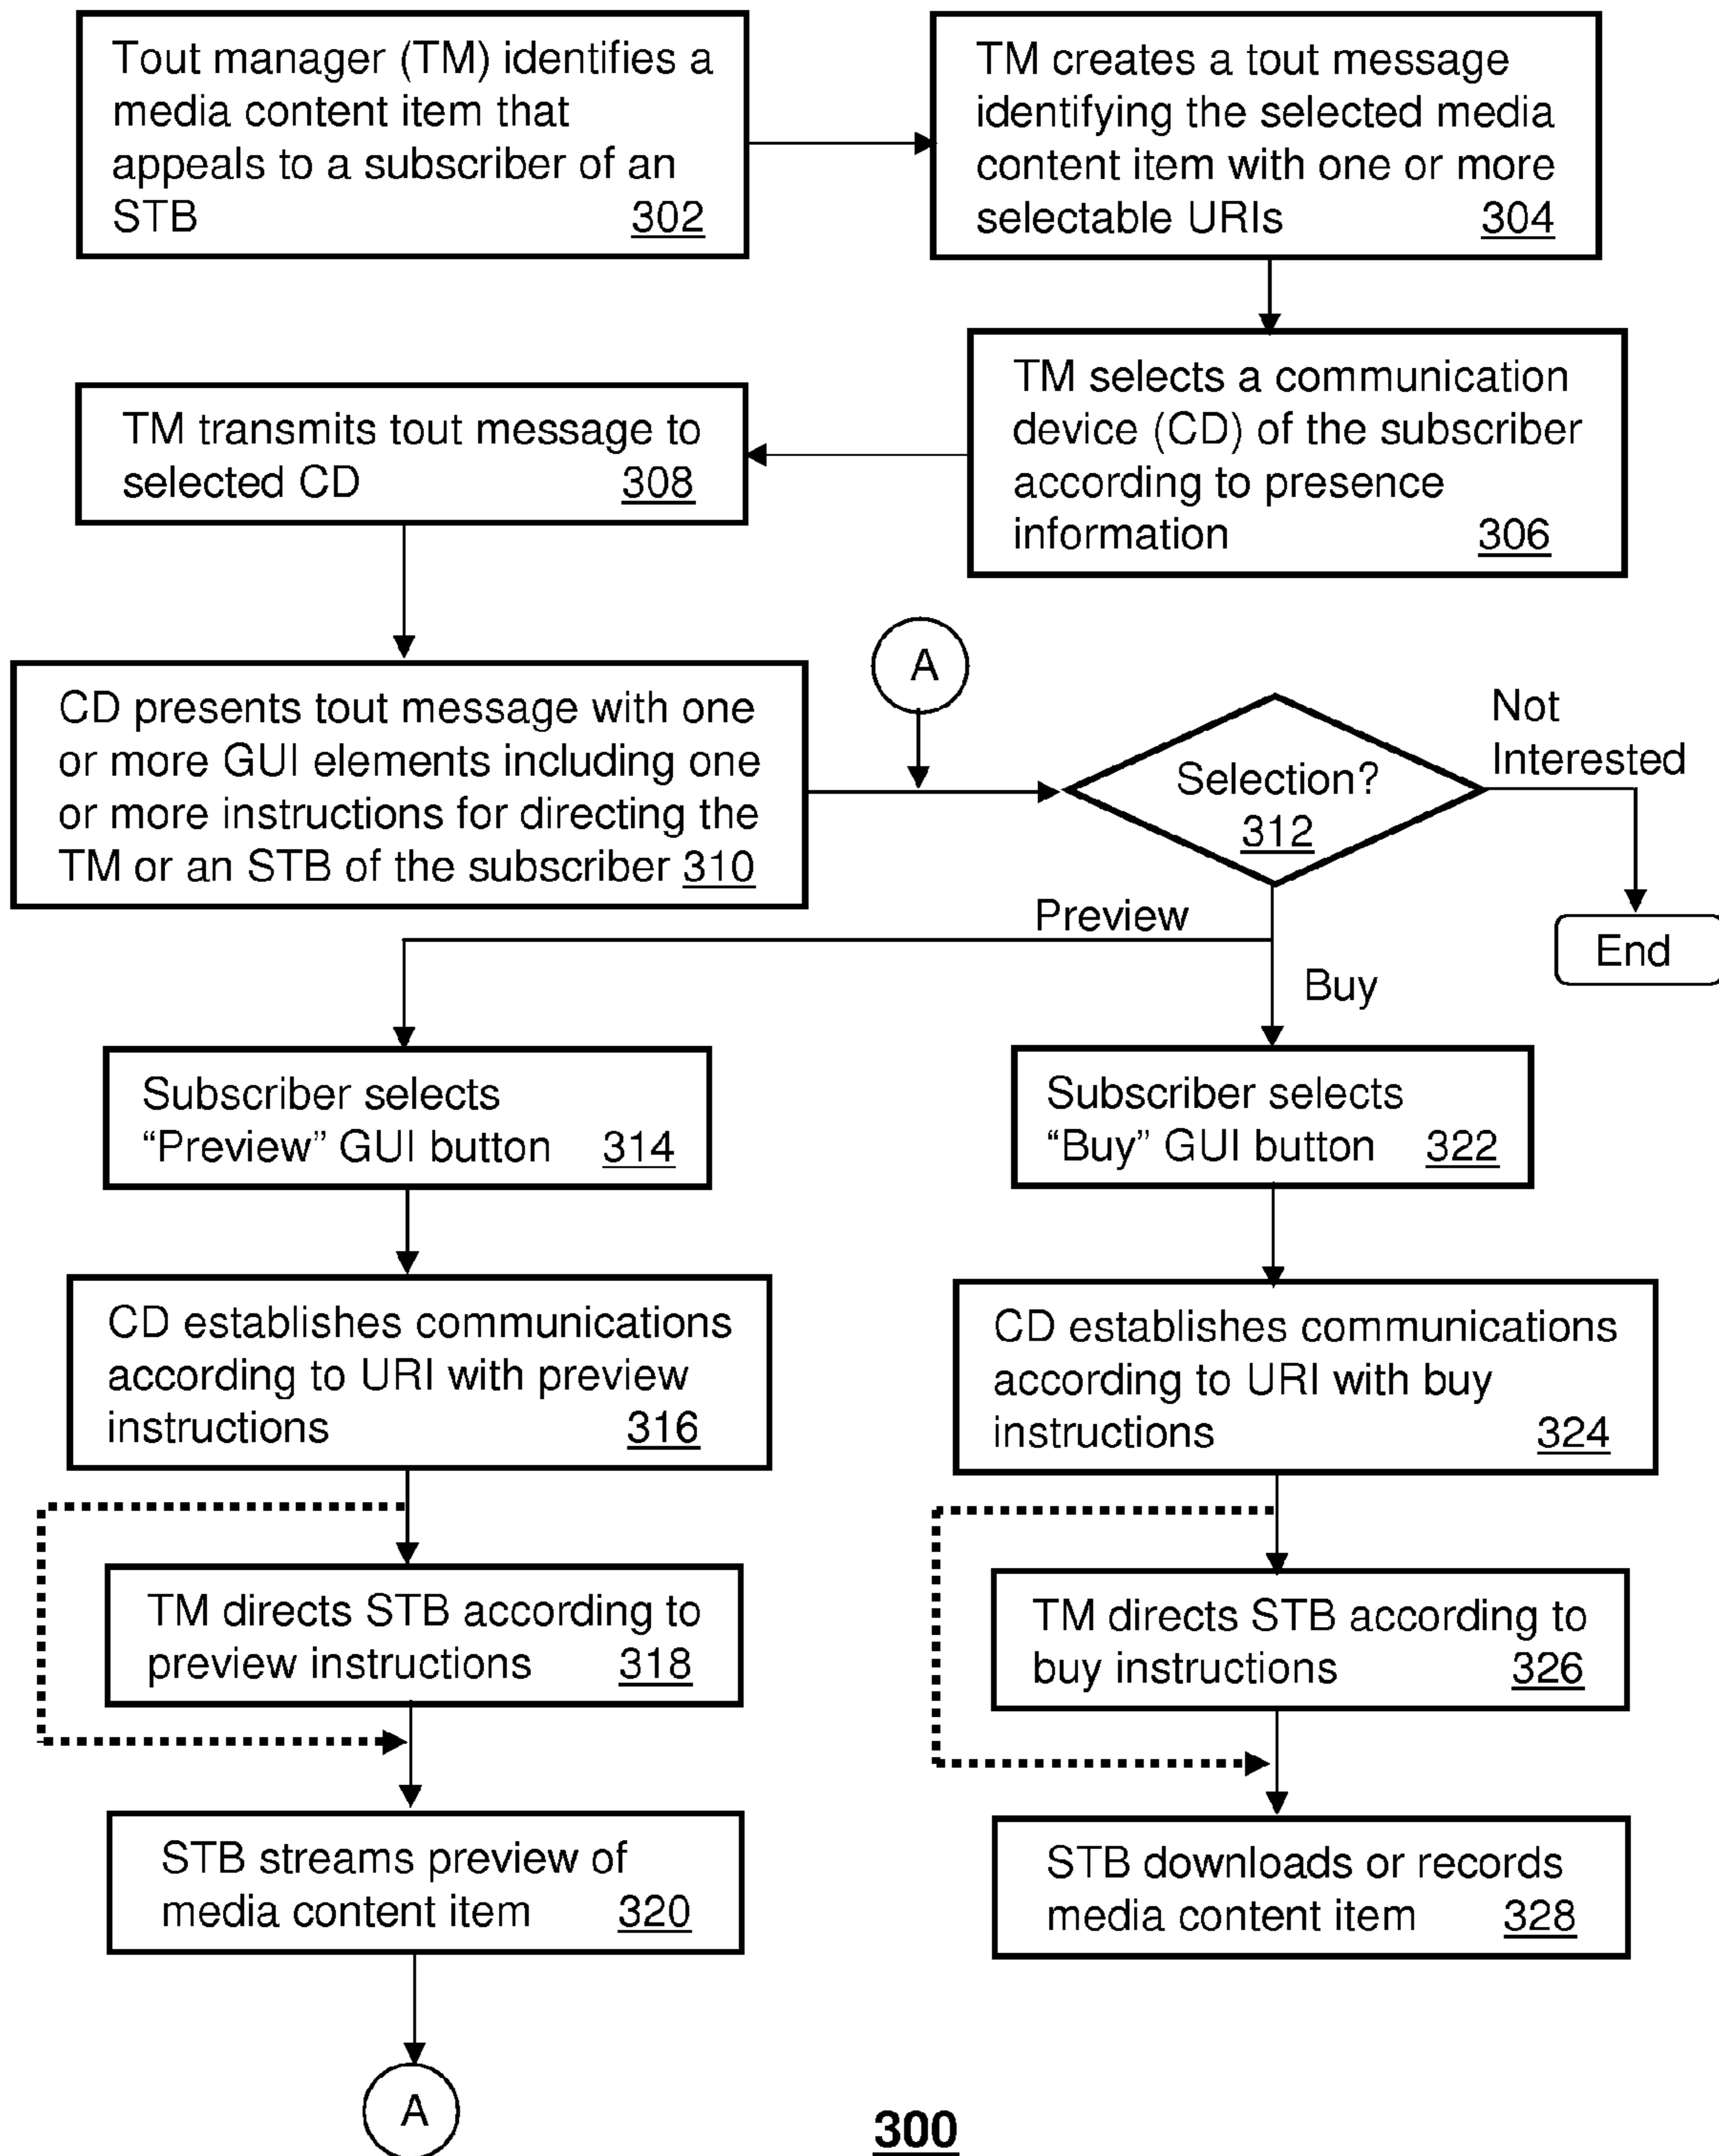 Tout manager (TM) identifies a
media content item that
appeals to a subscriber of an
STB 302
TM creates a tout message
identifying the selected media
content item with one or more
selectable URIs 304
TM selects a communication
device (CD) of the subscriber
according to presence
information 306
TM transmits tout message to
selected CD 308
CD presents tout message with one
or more GUI elements including one
or more instructions for directing the
TM or an STB of the subscriber 310
A
Selection?
312
Not
Interested
End
Preview
Buy
Subscriber selects
“Preview” GUI button 314
Subscriber selects
“Buy” GUI button 322
CD establishes communications
according to URI with preview
instructions 316
CD establishes communications
according to URI with buy
instructions 324
TM directs STB according to
preview instructions 318
TM directs STB according to
buy instructions 326
STB streams preview of
media content item 320
STB downloads or records
media content item 328
A
300